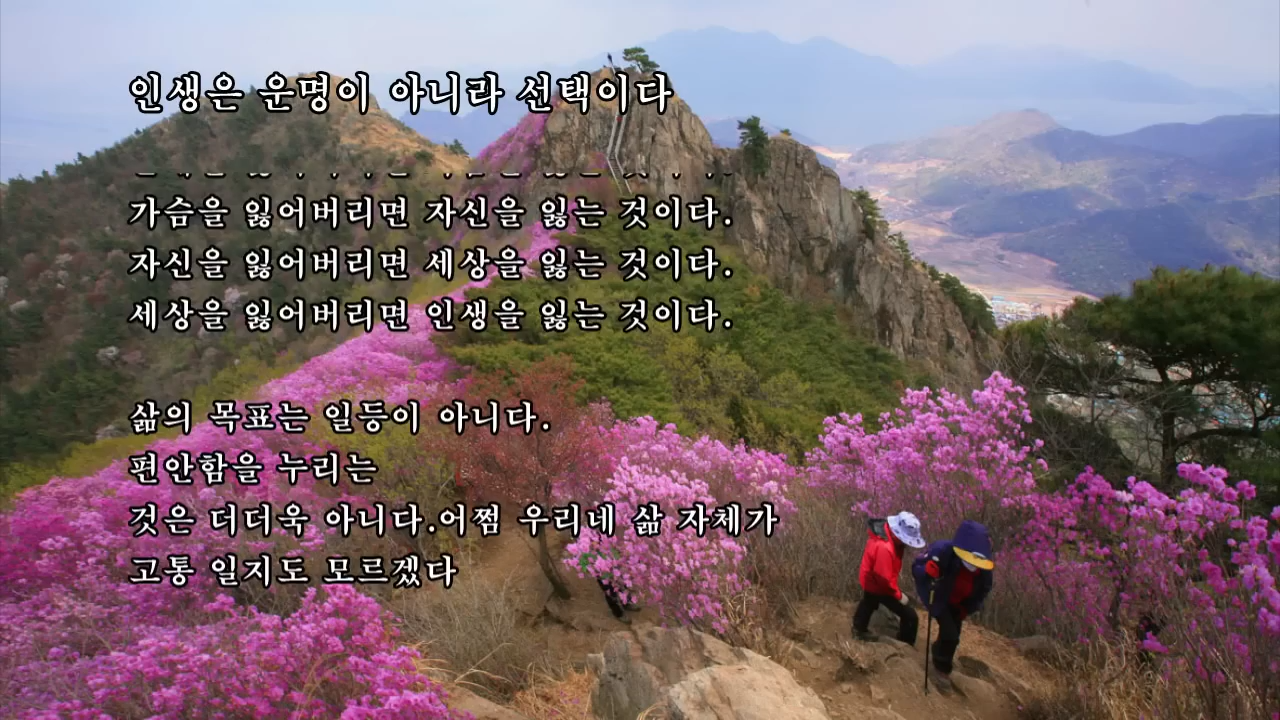 인생은 운명이 아니라 선택이다
가슴을 잃어버리면 자신을 잃는 것이다.
자신을 잃어버리면 세상을 잃는 것이다.
세상을 잃어버리면 인생을 잃는 것이다.
삶의 목표는 일등이 아니다.
편안함을 누리는
것은 더더욱 아니다.어쩜 우리네 삶 자체가
고통 일지도 모르겠다